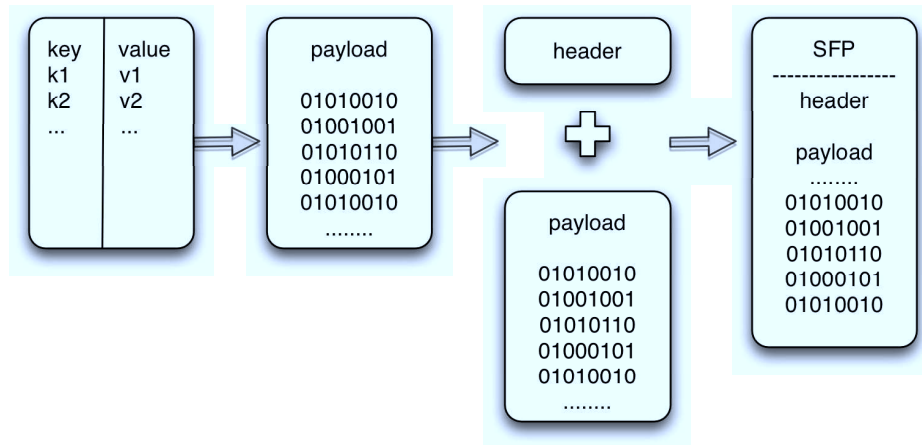 key value
k1 v1
k2 v2
... ...
payload
01010010
01001001
01010110
01000101
01010010
........
header
payload
01010010
01001001
01010110
01000101
01010010
........
SFP
-----------------
header
payload
........
01010010
01001001
01010110
01000101
01010010